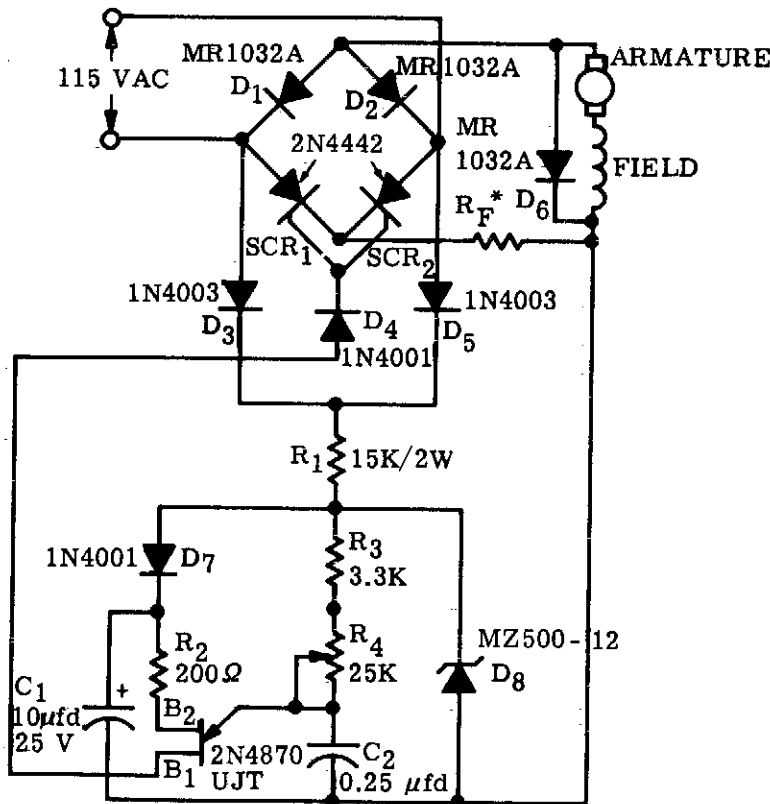 115 VAC
MR1032A
D1
MR1032A
D2
ARMATURE
2N4442
MR
1032A
D6
FIELD
RF*
SCR1
SCR2
1N4003
D3
D4
1N4001
1N4003
D5
R1
15K/2W
1N4001
D7
R3
3.3K
R2
200Ω
R4
25K
MZ500-12
D8
C1
10μfd
25 V
+
B2
B1
2N4870
UJT
C2
0.25 μfd